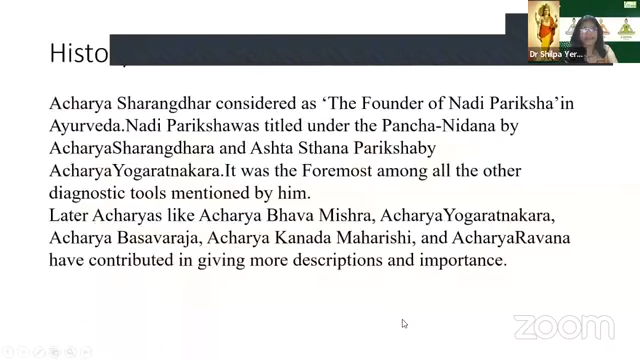 Histo
Acharya Sharangdhar considered as ‘The Founder of Nadi Pariksha’in
Ayurveda.Nadi Parikshawas titled under the Pancha-Nidana by
AcharyaSharangdhara and Ashta Sthana Parikshaby
AcharyaYogaratnakara.It was the Foremost among all the other
diagnostic tools mentioned by him.
Later Acharyas like Acharya Bhava Mishra, AcharyaYogaratnakara,
Acharya Basavaraja, Acharya Kanada Maharishi, and AcharyaRavana
have contributed in giving more descriptions and importance.
Dr Shilpa Yer...
zoom